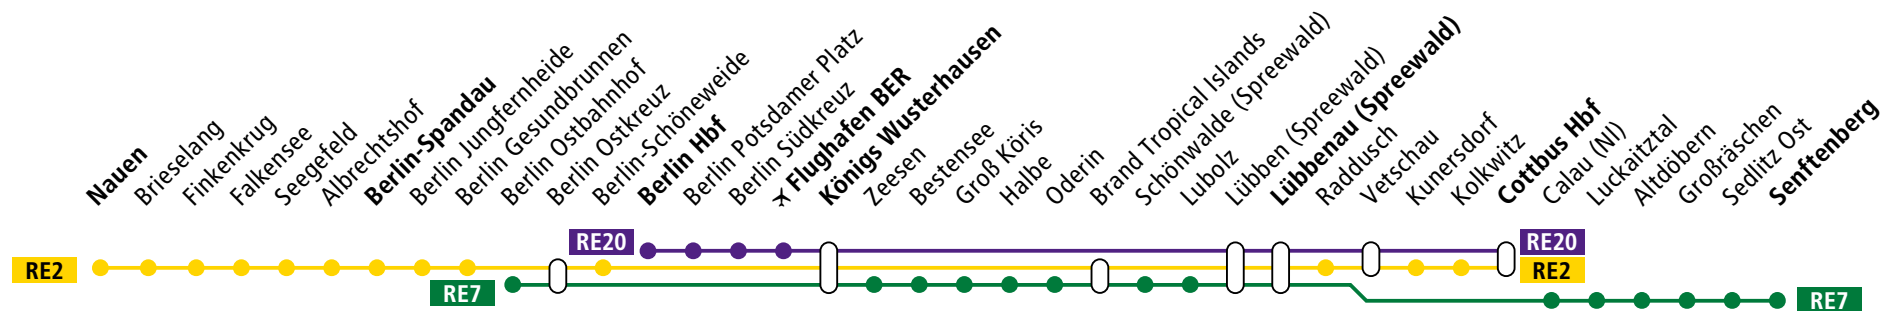 Nauen
Brieselang
Finkenkrug
Falkensee
Seegefeld
Albrechtshof
Berlin-Spandau
Berlin Jungfernheide
Berlin Gesundbrunnen
Berlin Ostbahnhof
Berlin Ostkreuz
Berlin-Schöneweide
Berlin Hbf
Berlin Potsdamer Platz
Berlin Südkreuz
Flughafen BER
Königs Wusterhausen
Zeesen
Bestensee
Groß Köris
Halbe
Oderin
Brand Tropical Islands
Schönwalde (Spreewald)
Lubolz
Lübben (Spreewald)
Lübbenau (Spreewald)
Raddusch
Vetschau
Kunersdorf
Kolkwitz
Cottbus Hbf
Calau (NI)
Luckaitztal
Altdöbern
Großräschen
Sedlitz Ost
Senftenberg
RE20
RE20
RE2
RE2
RE7
RE7